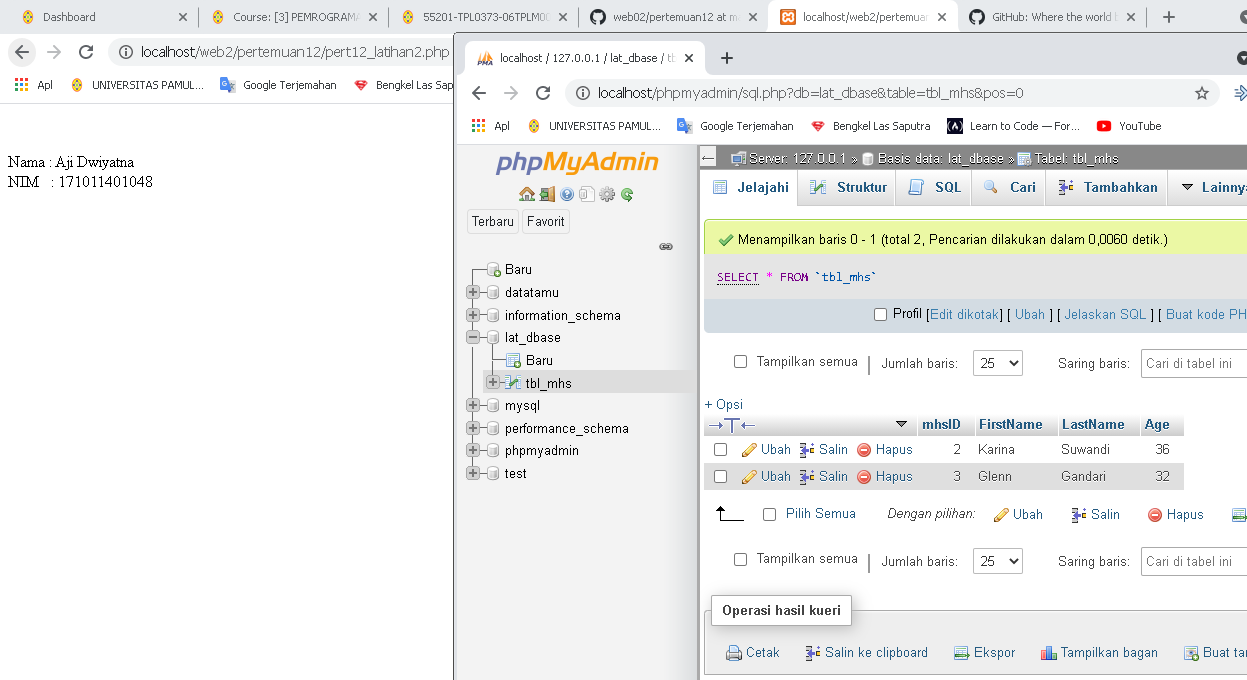 Dashboard
Course: [3] PEMROGRAMA
55201-TPL0373-06TPLM00
web02/pertemuan12 at m
localhost/web2/pertemuan
GitHub: Where the world b
localhost/web2/pertemuan12/pert12_latihan2.php
Apl
UNIVERSITAS PAMUL...
Google Terjemahan
Bengkel Las Sap
Nama : Aji Dwiyatna
NIM : 171011401048
localhost / 127.0.0.1 / lat_dbase / tb
localhost/phpmyadmin/sql.php?db=lat_dbase&table=tbl_mhs&pos=0
Apl
UNIVERSITAS PAMUL...
Google Terjemahan
Bengkel Las Saputra
Learn to Code — For...
YouTube
phpMyAdmin
Terbaru Favorit
Baru
datatamu
information_schema
lat_dbase
Baru
tbl_mhs
mysql
performance_schema
phpmyadmin
test
Server: 127.0.0.1 » Basis data: lat_dbase » Tabel: tbl_mhs
Jelajahi Struktur SQL Cari Tambahkan Lainny
Menampilkan baris 0 - 1 (total 2, Pencarian dilakukan dalam 0,0060 detik.)
SELECT * FROM `tbl_mhs`
Profil [Edit dikotak] [ Ubah ] [ Jelaskan SQL ] [ Buat kode PH
Tampilkan semua | Jumlah baris: 25 Saring baris: Cari di tabel ini
+ Opsi
←T→ mhsID FirstName LastName Age
Ubah Salin Hapus 2 Karina Suwandi 36
Ubah Salin Hapus 3 Glenn Gandari 32
Pilih Semua Dengan pilihan: Ubah Salin Hapus
Tampilkan semua | Jumlah baris: 25 Saring baris: Cari di tabel ini
Operasi hasil kueri
Cetak Salin ke clipboard Ekspor Tampilkan bagan Buat tam